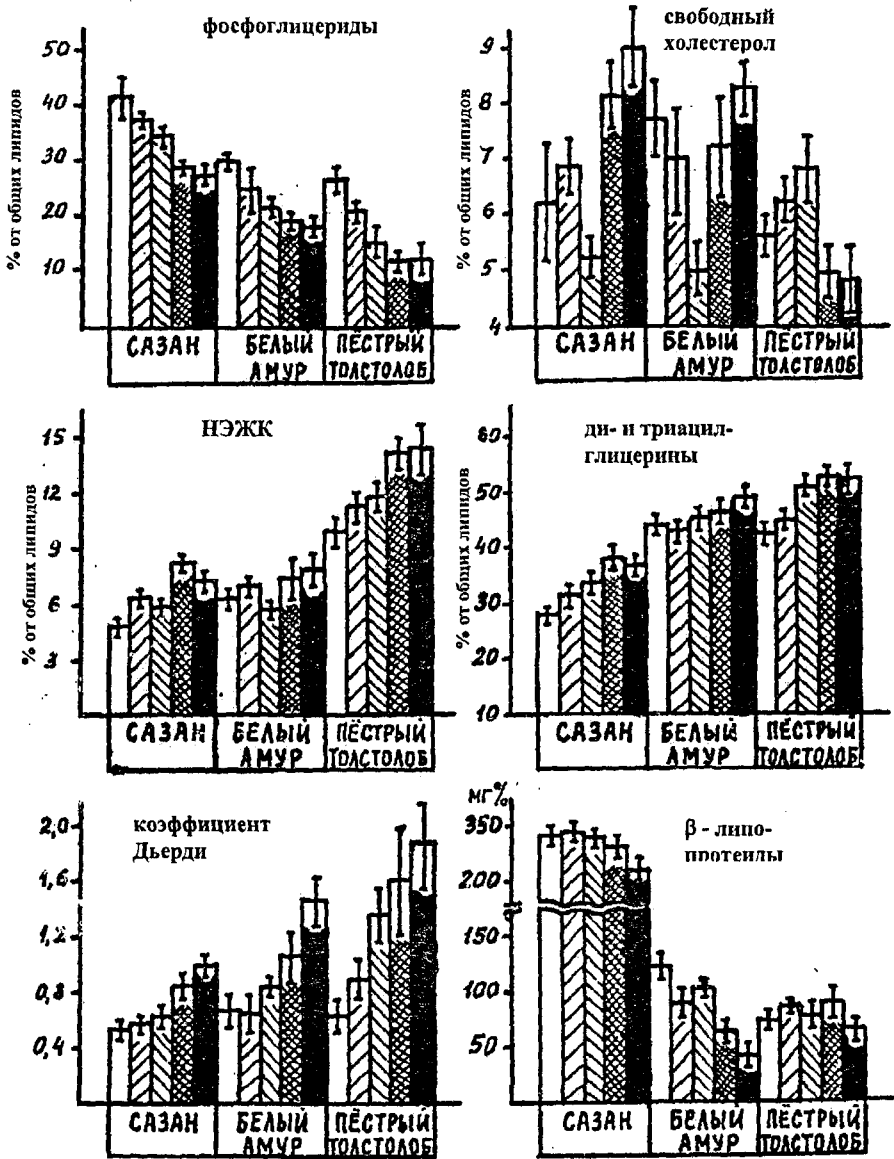 фосфоглицериды
% от общих липидов
50
40
30
20
10
САЗАН
БЕЛЫЙ
АМУР
ПЁСТРЫЙ
ТОЛСТОЛОБ
свободный
холестерол
% от общих липидов
9
8
7
6
5
4
САЗАН
БЕЛЫЙ
АМУР
ПЁСТРЫЙ
ТОЛСТОЛОБ
НЭЖК
% от общих липидов
15
12
9
6
3
САЗАН
БЕЛЫЙ
АМУР
ПЁСТРЫЙ
ТОЛСТОЛОБ
ди- и триацил-
глицерины
% от общих липидов
60
50
40
30
20
10
САЗАН
БЕЛЫЙ
АМУР
ПЁСТРЫЙ
ТОЛСТОЛОБ
коэффициент
Дьерди
2,0
1,6
1,2
0,8
0,4
САЗАН
БЕЛЫЙ
АМУР
ПЁСТРЫЙ
ТОЛСТОЛОБ
МГ%
β - липо-
протеиды
350
200
150
100
50
САЗАН
БЕЛЫЙ
АМУР
ПЁСТРЫЙ
ТОЛСТОЛОБ